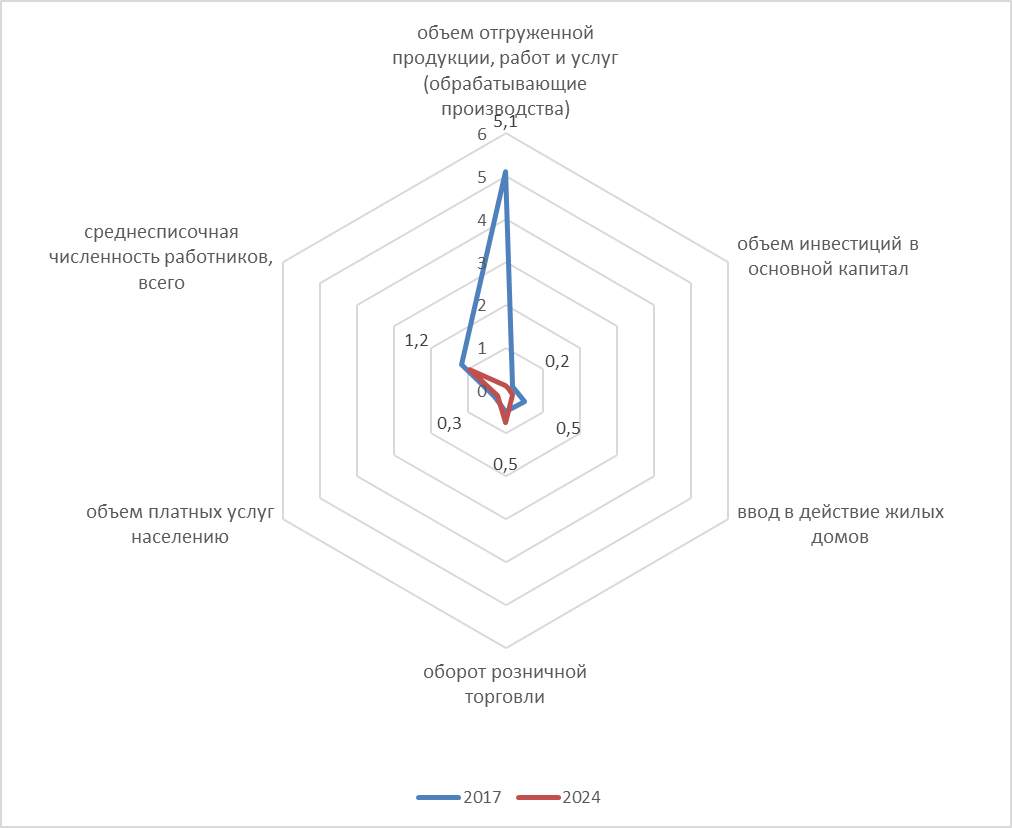 объем отгруженной
продукции, работ и услуг
(обрабатывающие
производства)
5,1
6
5
4
3
2
1
0
среднесписочная
численность работников,
всего
объем инвестиций в
основной капитал
1,2
0,2
0,3
0,5
0,5
объем платных услуг
населению
ввод в действие жилых
домов
оборот розничной
торговли
2017
2024